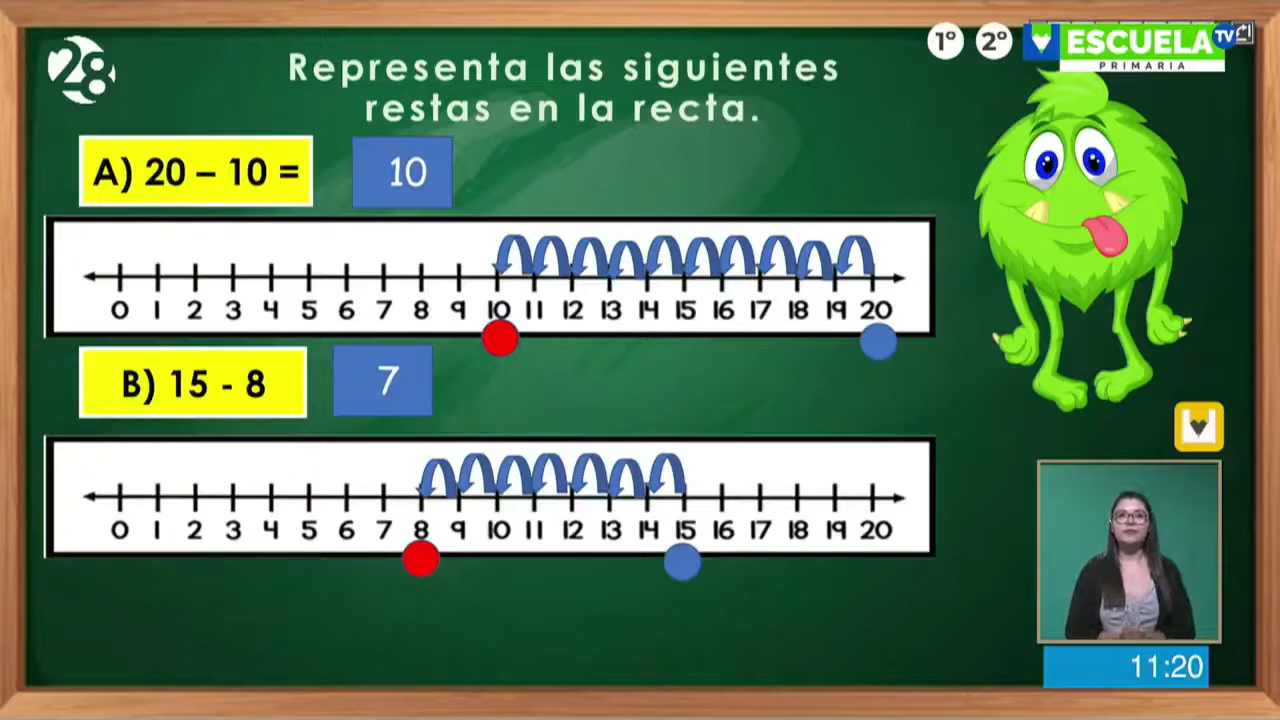 28
1º 2º ESCUELA TV
PRIMARIA
Representa las siguientes
restas en la recta.
A) 20 – 10 = 10
0 1 2 3 4 5 6 7 8 9 10 11 12 13 14 15 16 17 18 19 20
B) 15 - 8 7
0 1 2 3 4 5 6 7 8 9 10 11 12 13 14 15 16 17 18 19 20
11:20